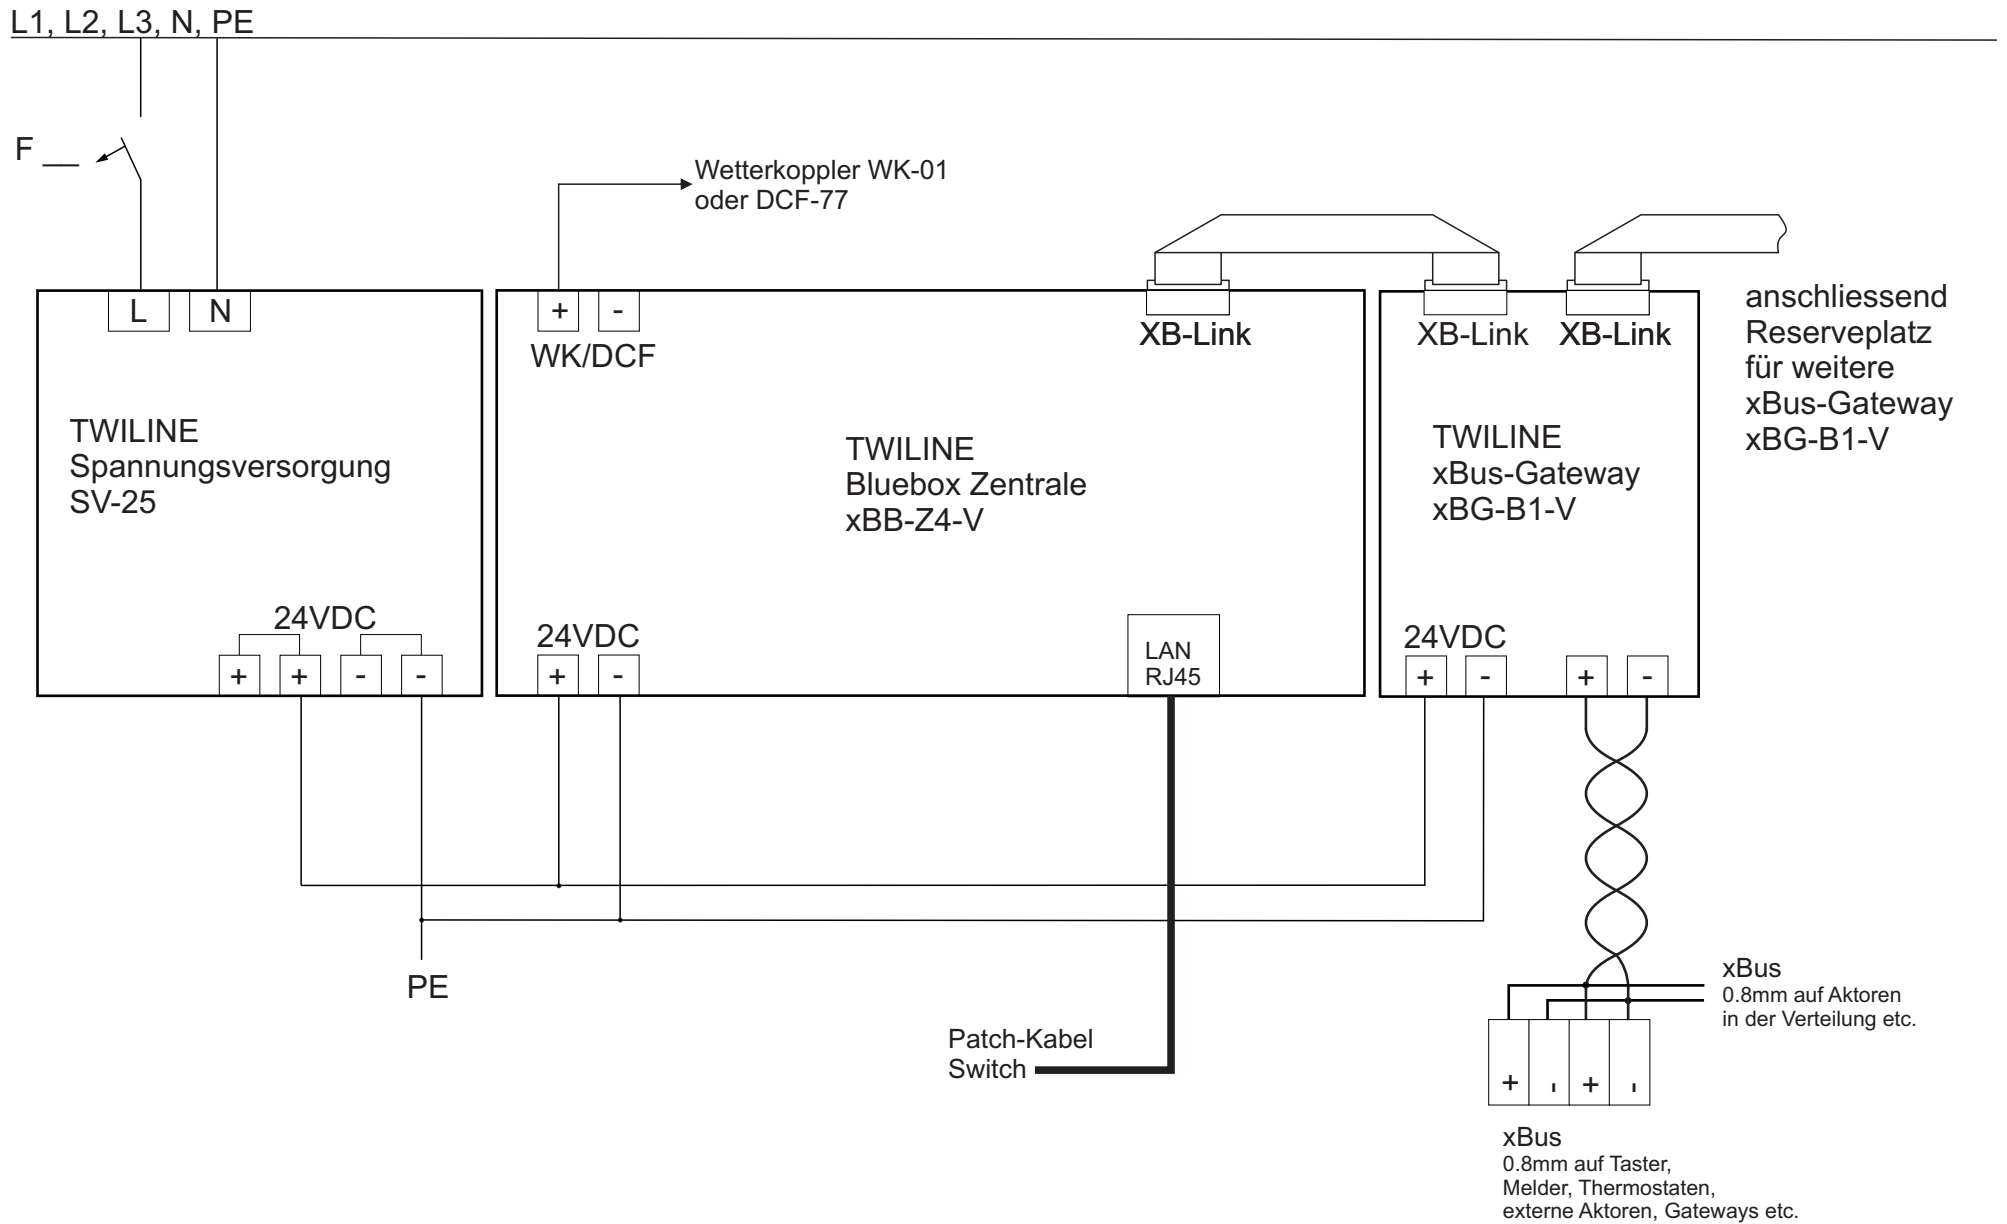 L1, L2, L3, N, PE
F __
Wetterkoppler WK-01
oder DCF-77
L N
+ -
WK/DCF
XB-Link
XB-Link XB-Link
anschliessend
Reserveplatz
für weitere
xBus-Gateway
xBG-B1-V
TWILINE
Spannungsversorgung
SV-25
TWILINE
Bluebox Zentrale
xBB-Z4-V
TWILINE
xBus-Gateway
xBG-B1-V
24VDC
+ + - -
24VDC
+ -
LAN
RJ45
24VDC
+ - + -
PE
Patch-Kabel
Switch
xBus
0.8mm auf Aktoren
in der Verteilung etc.
+ - + -
xBus
0.8mm auf Taster,
Melder, Thermostaten,
externe Aktoren, Gateways etc.